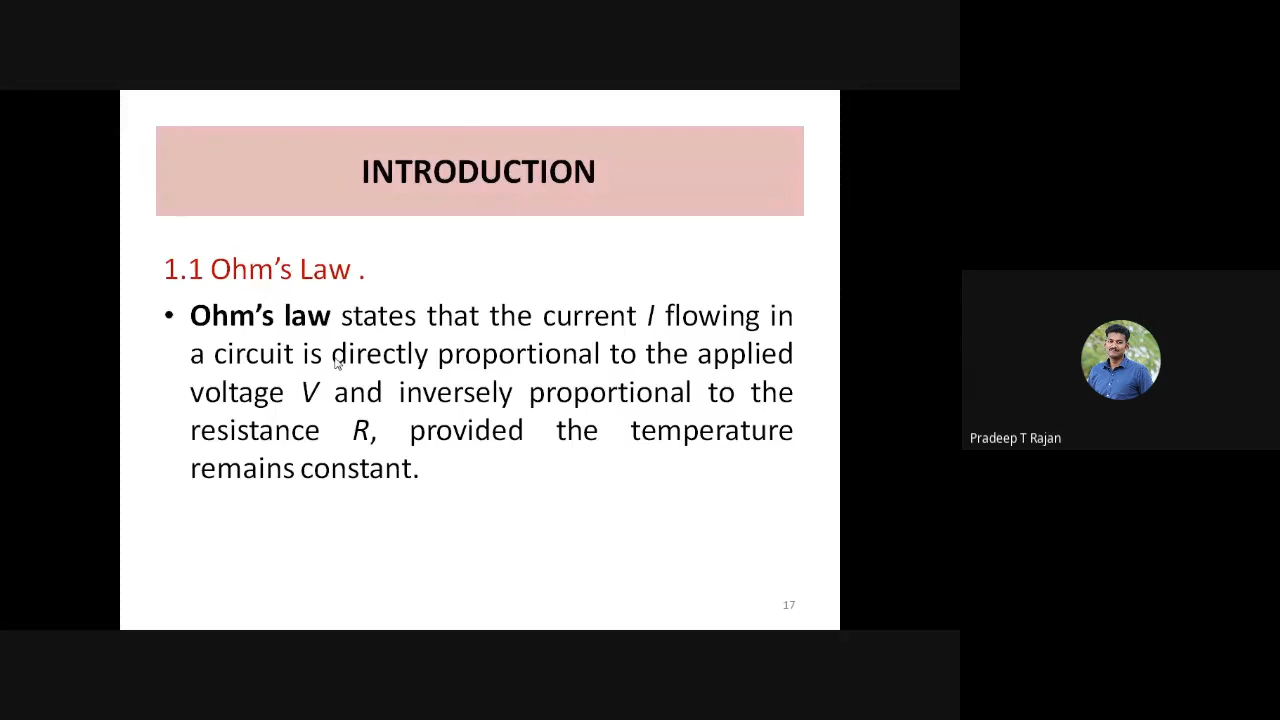 INTRODUCTION
1.1 Ohm’s Law .
• Ohm’s law states that the current I flowing in
a circuit is directly proportional to the applied
voltage V and inversely proportional to the
resistance R, provided the temperature
remains constant.
17
Pradeep T Rajan